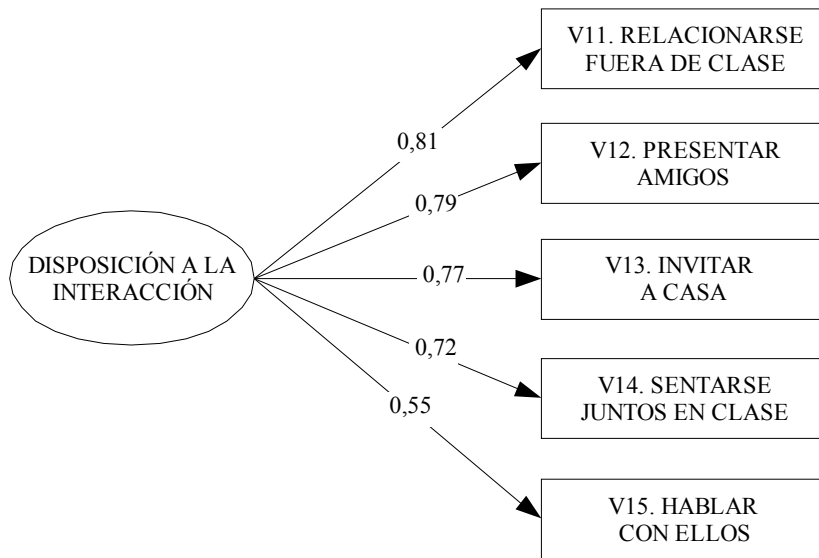 V11. RELACIONARSE
FUERA DE CLASE
0,81
V12. PRESENTAR
AMIGOS
0,79
DISPOSICIÓN A LA
INTERACCIÓN
0,77
V13. INVITAR
A CASA
0,72
V14. SENTARSE
JUNTOS EN CLASE
0,55
V15. HABLAR
CON ELLOS